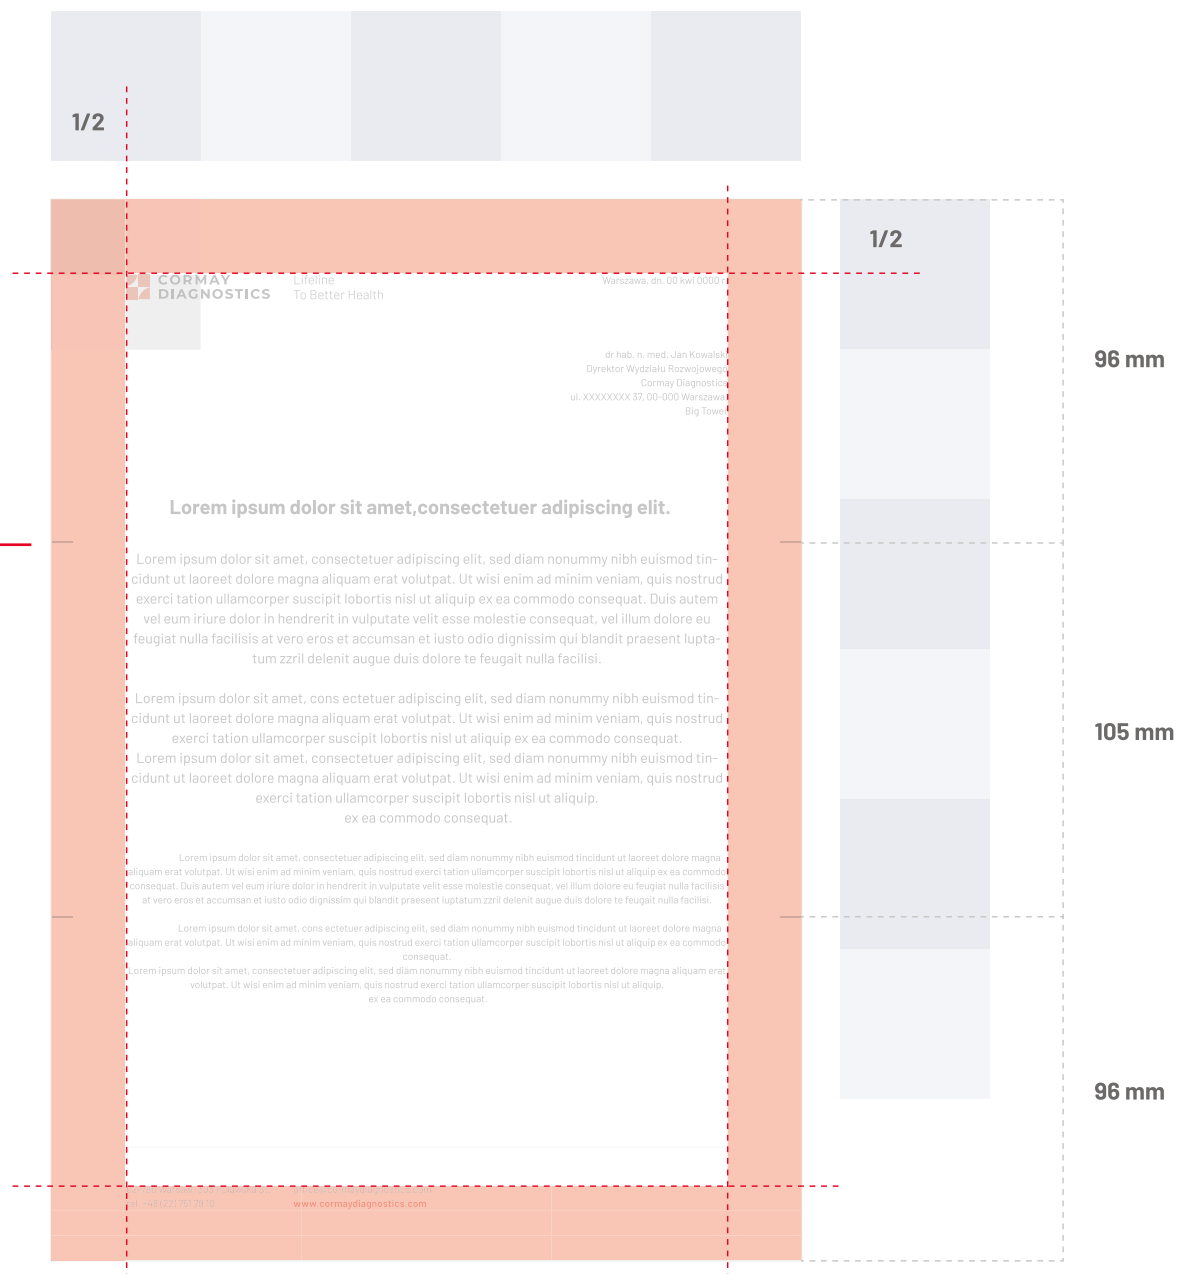 1/2
1/2
CORMAY
DIAGNOSTICS
Lifeline
To Better Health
Warszawa, dn. 00 kwi 0000 r.
dr hab. n. med. Jan Kowalski
Dyrektor Wydziału Rozwojowego
Cormay Diagnostics
ul. XXXXXXXX 37, 00-000 Warszawa,
Big Tower
96 mm
Lorem ipsum dolor sit amet,consectetuer adipiscing elit.
Lorem ipsum dolor sit amet, consectetuer adipiscing elit, sed diam nonummy nibh euismod tin-
cidunt ut laoreet dolore magna aliquam erat volutpat. Ut wisi enim ad minim veniam, quis nostrud
exerci tation ullamcorper suscipit lobortis nisl ut aliquip ex ea commodo consequat. Duis autem
vel eum iriure dolor in hendrerit in vulputate velit esse molestie consequat, vel illum dolore eu
feugiat nulla facilisis at vero eros et accumsan et iusto odio dignissim qui blandit praesent lupta-
tum zzril delenit augue duis dolore te feugait nulla facilisi.
Lorem ipsum dolor sit amet, cons ectetuer adipiscing elit, sed diam nonummy nibh euismod tin-
cidunt ut laoreet dolore magna aliquam erat volutpat. Ut wisi enim ad minim veniam, quis nostrud
exerci tation ullamcorper suscipit lobortis nisl ut aliquip ex ea commodo consequat.
Lorem ipsum dolor sit amet, consectetuer adipiscing elit, sed diam nonummy nibh euismod tin-
cidunt ut laoreet dolore magna aliquam erat volutpat. Ut wisi enim ad minim veniam, quis nostrud
exerci tation ullamcorper suscipit lobortis nisl ut aliquip.
ex ea commodo consequat.
105 mm
Lorem ipsum dolor sit amet, consectetuer adipiscing elit, sed diam nonummy nibh euismod tincidunt ut laoreet dolore magna
aliquam erat volutpat. Ut wisi enim ad minim veniam, quis nostrud exerci tation ullamcorper suscipit lobortis nisl ut aliquip ex ea commodo
consequat. Duis autem vel eum iriure dolor in hendrerit in vulputate velit esse molestie consequat, vel illum dolore eu feugiat nulla facilisis
at vero eros et accumsan et iusto odio dignissim qui blandit praesent luptatum zzril delenit augue duis dolore te feugait nulla facilisi.
Lorem ipsum dolor sit amet, cons ectetuer adipiscing elit, sed diam nonummy nibh euismod tincidunt ut laoreet dolore magna
aliquam erat volutpat. Ut wisi enim ad minim veniam, quis nostrud exerci tation ullamcorper suscipit lobortis nisl ut aliquip ex ea commodo
consequat.
Lorem ipsum dolor sit amet, consectetuer adipiscing elit, sed diam nonummy nibh euismod tincidunt ut laoreet dolore magna aliquam erat
volutpat. Ut wisi enim ad minim veniam, quis nostrud exerci tation ullamcorper suscipit lobortis nisl ut aliquip.
ex ea commodo consequat.
96 mm
www.cormaydiagnostics.com